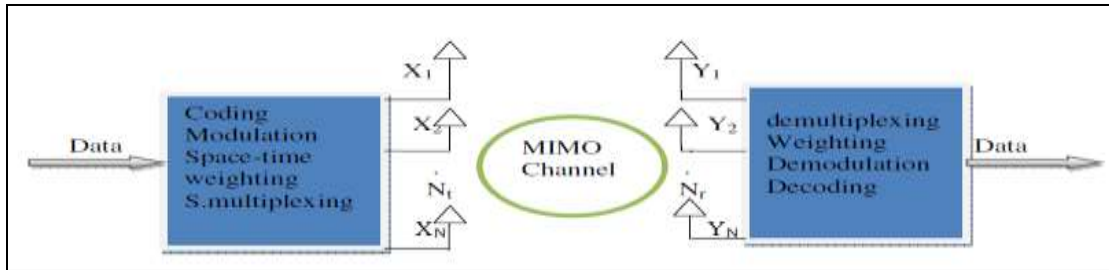 Data
Coding
Modulation
Space-time
weighting
S.multiplexing
X1
X2
Nt
XN
MIMO
Channel
Y1
Y2
Nr
YN
demultiplexing
Weighting
Demodulation
Decoding
Data